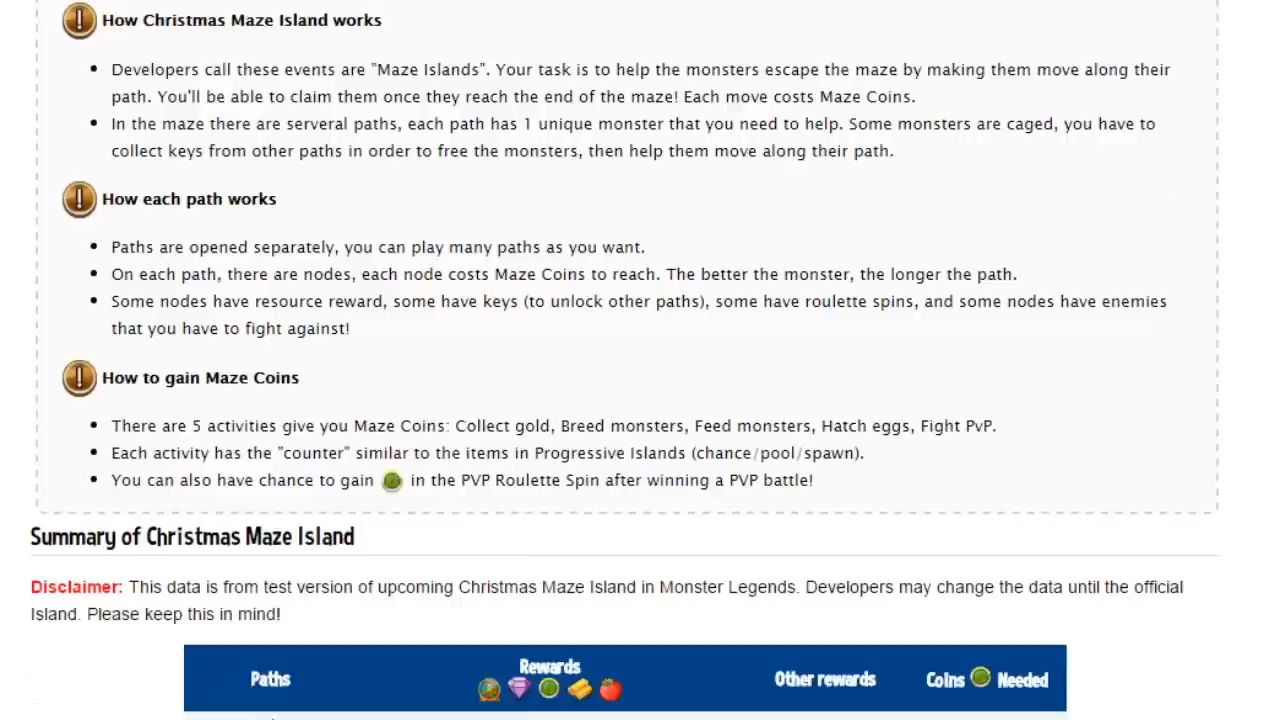 How Christmas Maze Island works
Developers call these events are "Maze Islands". Your task is to help the monsters escape the maze by making them move along their
path. You'll be able to claim them once they reach the end of the maze! Each move costs Maze Coins.
In the maze there are serveral paths, each path has 1 unique monster that you need to help. Some monsters are caged, you have to
collect keys from other paths in order to free the monsters, then help them move along their path.
How each path works
Paths are opened separately, you can play many paths as you want.
On each path, there are nodes, each node costs Maze Coins to reach. The better the monster, the longer the path.
Some nodes have resource reward, some have keys (to unlock other paths), some have roulette spins, and some nodes have enemies
that you have to fight against!
How to gain Maze Coins
There are 5 activities give you Maze Coins: Collect gold, Breed monsters, Feed monsters, Hatch eggs, Fight PvP.
Each activity has the "counter" similar to the items in Progressive Islands (chance/pool/spawn).
You can also have chance to gain in the PVP Roulette Spin after winning a PVP battle!
Summary of Christmas Maze Island
Disclaimer: This data is from test version of upcoming Christmas Maze Island in Monster Legends. Developers may change the data until the official
Island. Please keep this in mind!
Paths Rewards Other rewards Coins Needed